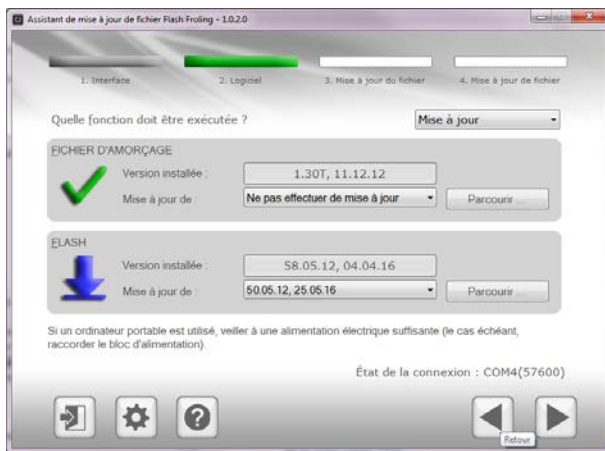 Assistant de mise à jour de fichier Flash Froling - 1.0.2.0
1. Interface
2. Logiciel
3. Mise à jour du fichier
4. Mise à jour de fichier
Quelle fonction doit être exécutée ?
Mise à jour
FICHIER D'AMORÇAGE
Version installée :
1.30T, 11.12.12
Mise à jour de :
Ne pas effectuer de mise à jour
Parcourir ...
FLASH
Version installée :
58.05.12, 04.04.16
Mise à jour de :
50.05.12, 25.05.16
Parcourir ...
Si un ordinateur portable est utilisé, veiller à une alimentation électrique suffisante (le cas échéant,
raccorder le bloc d'alimentation).
État de la connexion : COM4(57600)
Retour